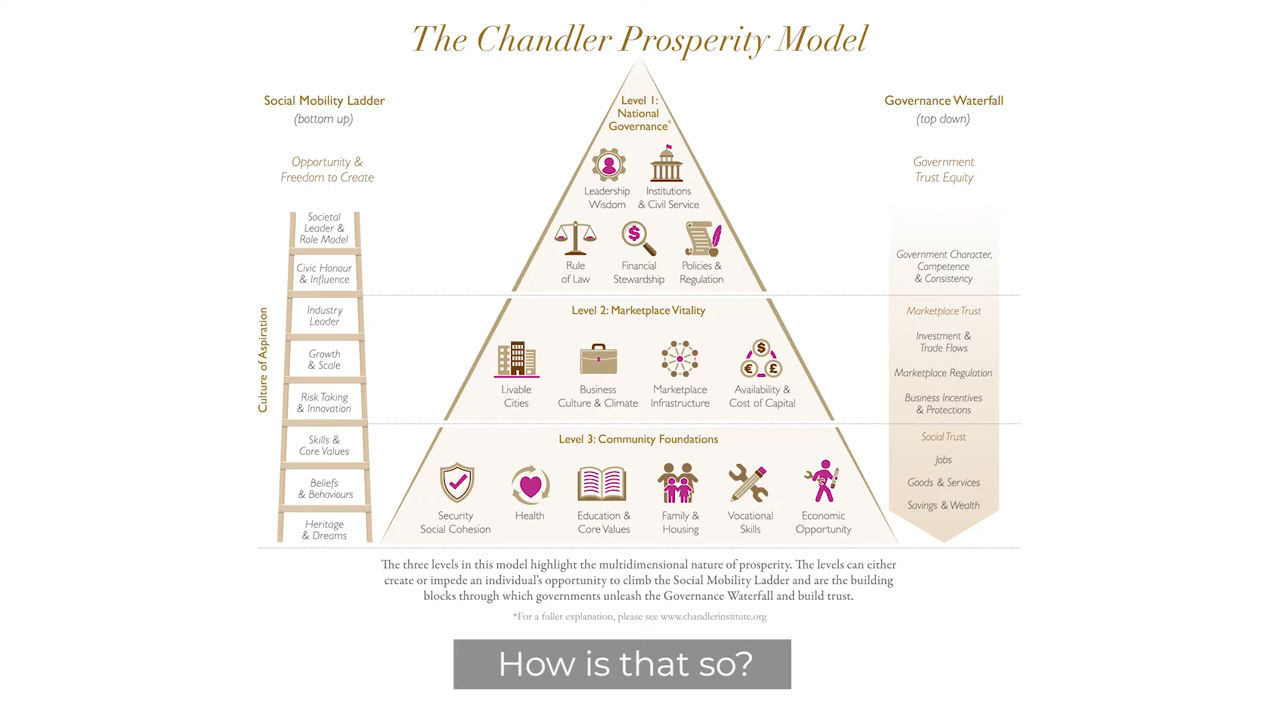 The Chandler Prosperity Model
Social Mobility Ladder
(bottom up)
Opportunity &
Freedom to Create
Culture of Aspiration
Societal
Leader &
Role Model
Civic Honour
& Influence
Industry
Leader
Growth
& Scale
Risk Taking
& Innovation
Skills &
Core Values
Beliefs
& Behaviours
Heritage
& Dreams
Level 1:
National
Governance*
Leadership
Wisdom
Institutions
& Civil Service
Rule
of Law
Financial
Stewardship
Policies &
Regulation
Level 2: Marketplace Vitality
Livable
Cities
Business
Culture & Climate
Marketplace
Infrastructure
Availability &
Cost of Capital
Level 3: Community Foundations
Security
Social Cohesion
Health
Education &
Core Values
Family &
Housing
Vocational
Skills
Economic
Opportunity
Governance Waterfall
(top down)
Government
Trust Equity
Government Character,
Competence
& Consistency
Marketplace Trust
Investment &
Trade Flows
Marketplace Regulation
Business Incentives
& Protections
Social Trust
Jobs
Goods & Services
Savings & Wealth
The three levels in this model highlight the multidimensional nature of prosperity. The levels can either
create or impede an individual's opportunity to climb the Social Mobility Ladder and are the building
blocks through which governments unleash the Governance Waterfall and build trust.
*For a fuller explanation, please see www.chandlerinstitute.org
How is that so?